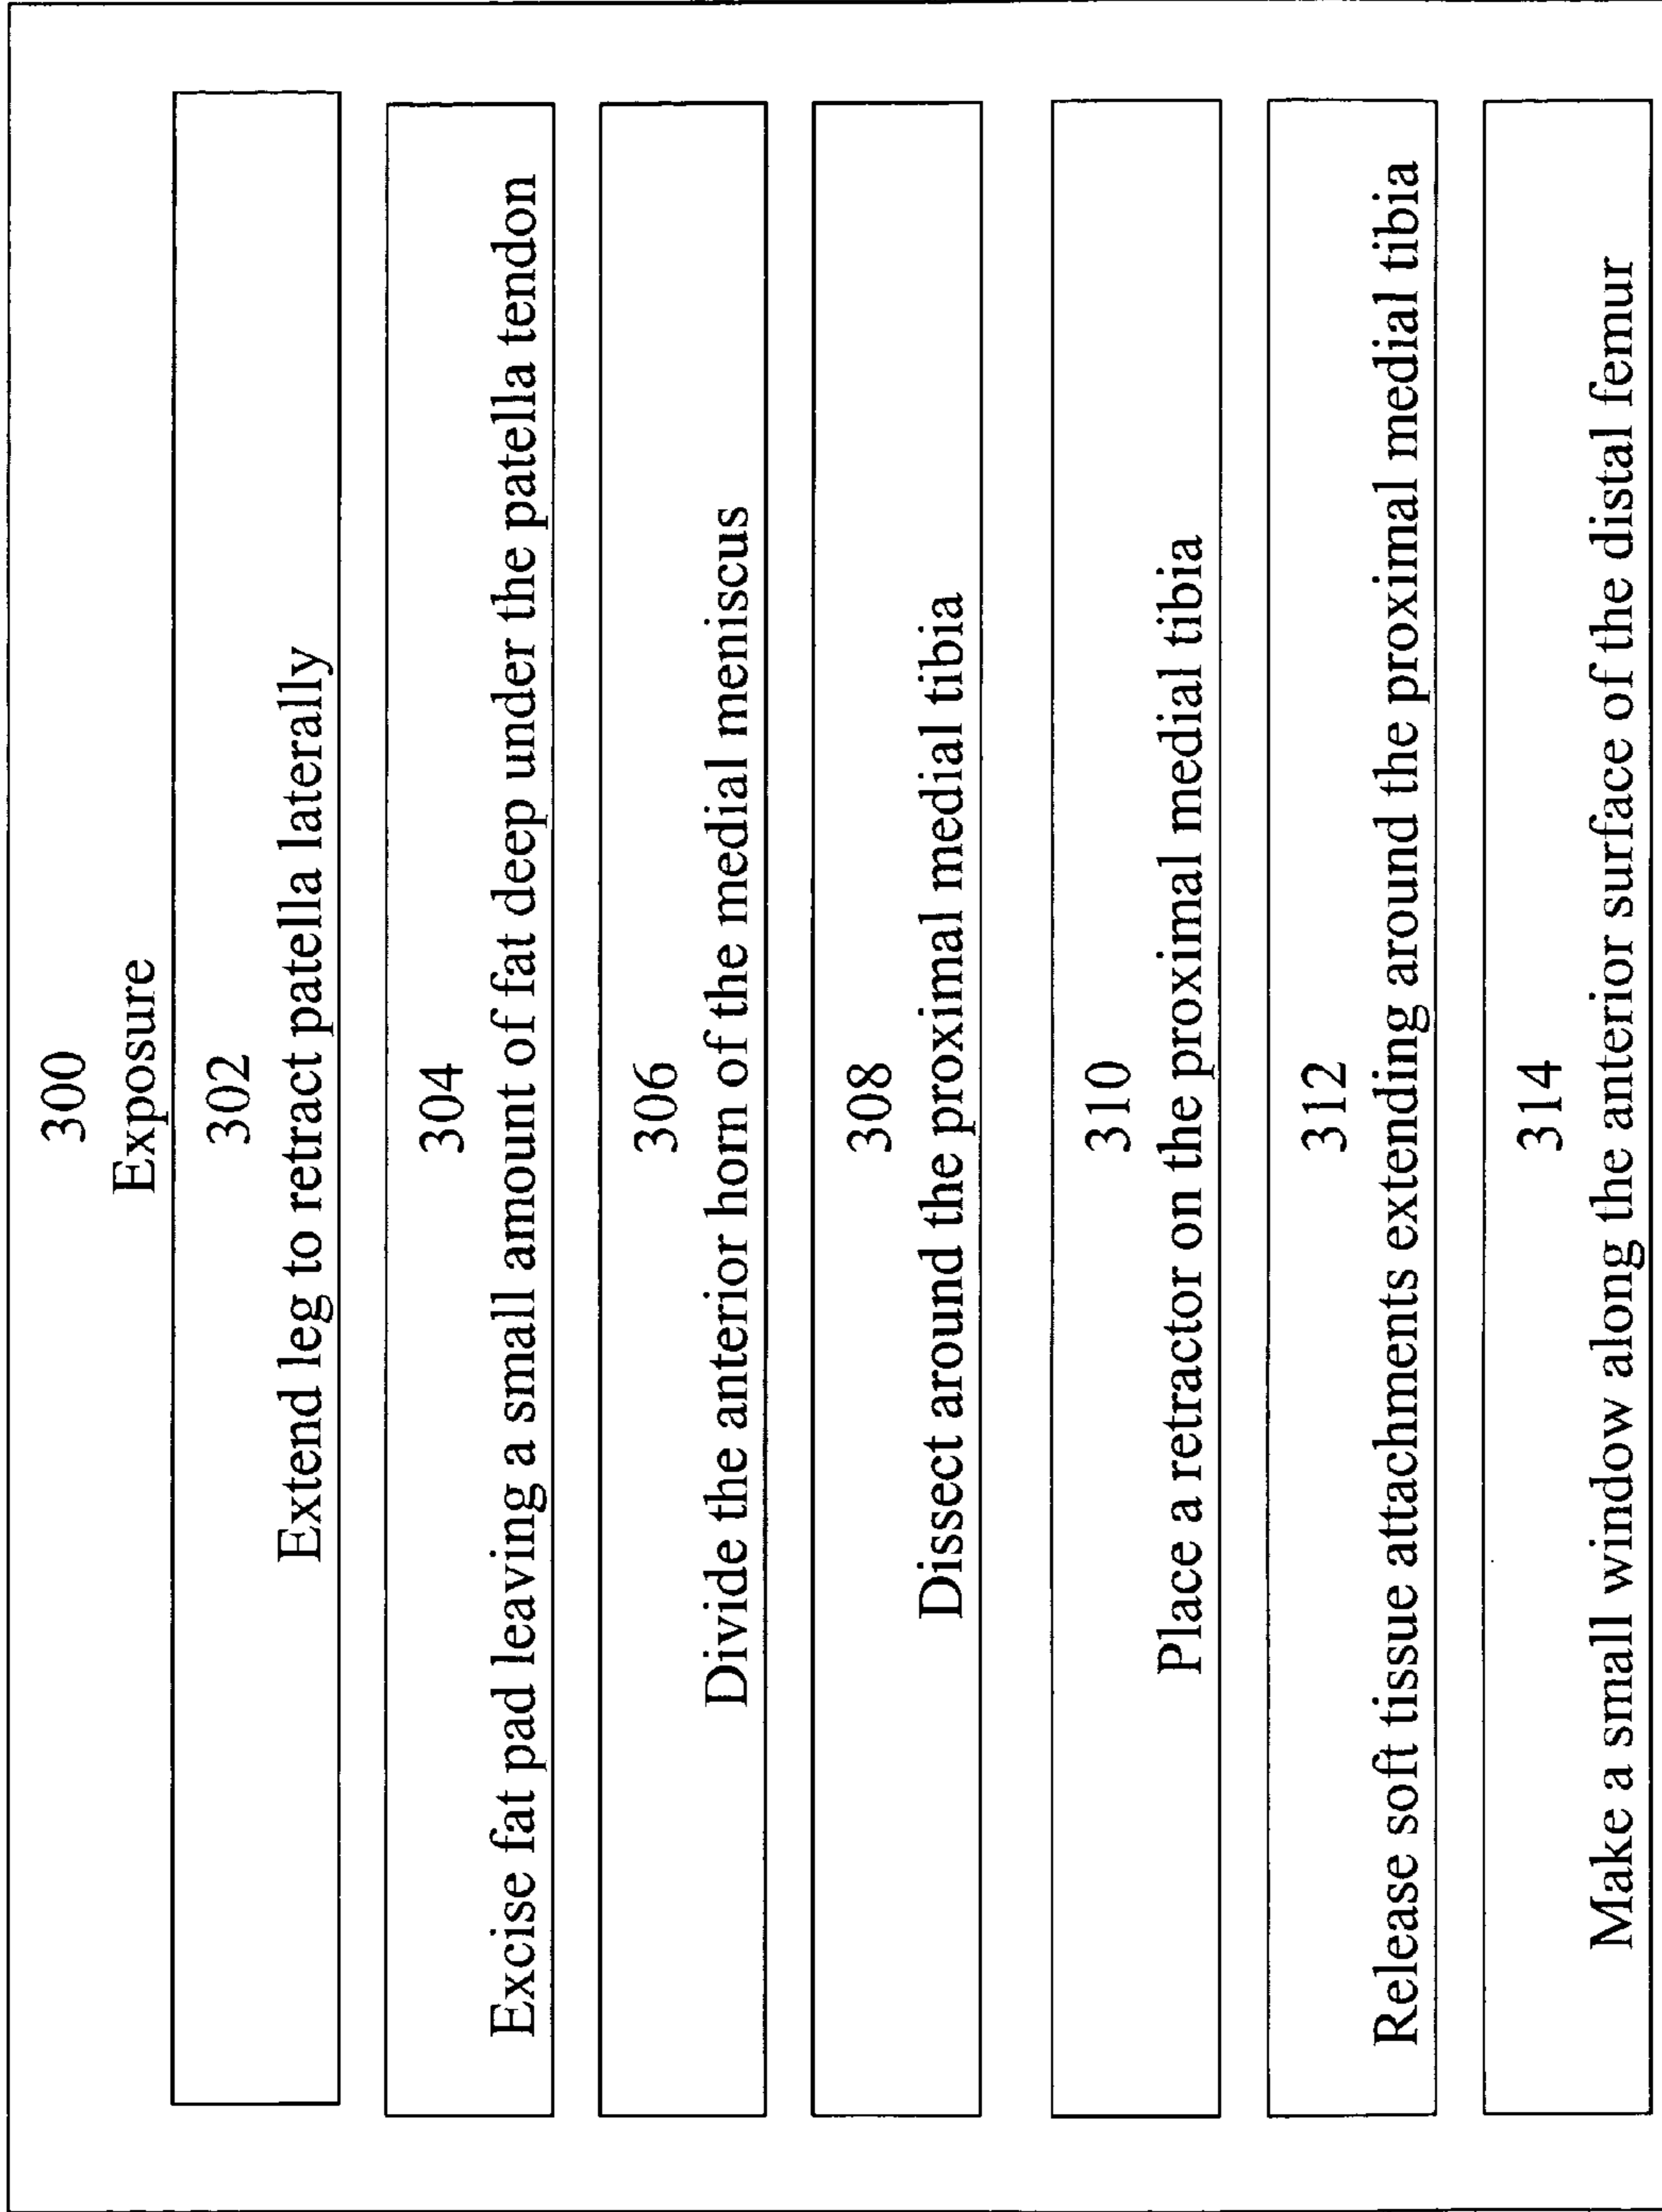 300
Exposure
302
Extend leg to retract patella laterally
304
Excise fat pad leaving a small amount of fat deep under the patella tendon
306
Divide the anterior horn of the medial meniscus
308
Dissect around the proximal medial tibia
310
Place a retractor on the proximal medial tibia
312
Release soft tissue attachments extending around the proximal medial tibia
314
Make a small window along the anterior surface of the distal femur